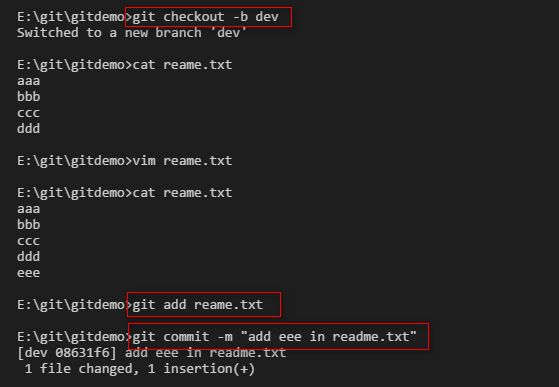 E:\git\gitdemo>git checkout -b dev
Switched to a new branch 'dev'
E:\git\gitdemo>cat reame.txt
aaa
bbb
ccc
ddd
E:\git\gitdemo>vim reame.txt
E:\git\gitdemo>cat reame.txt
aaa
bbb
ccc
ddd
eee
E:\git\gitdemo>git add reame.txt
E:\git\gitdemo>git commit -m "add eee in readme.txt"
[dev 08631f6] add eee in readme.txt
1 file changed, 1 insertion(+)